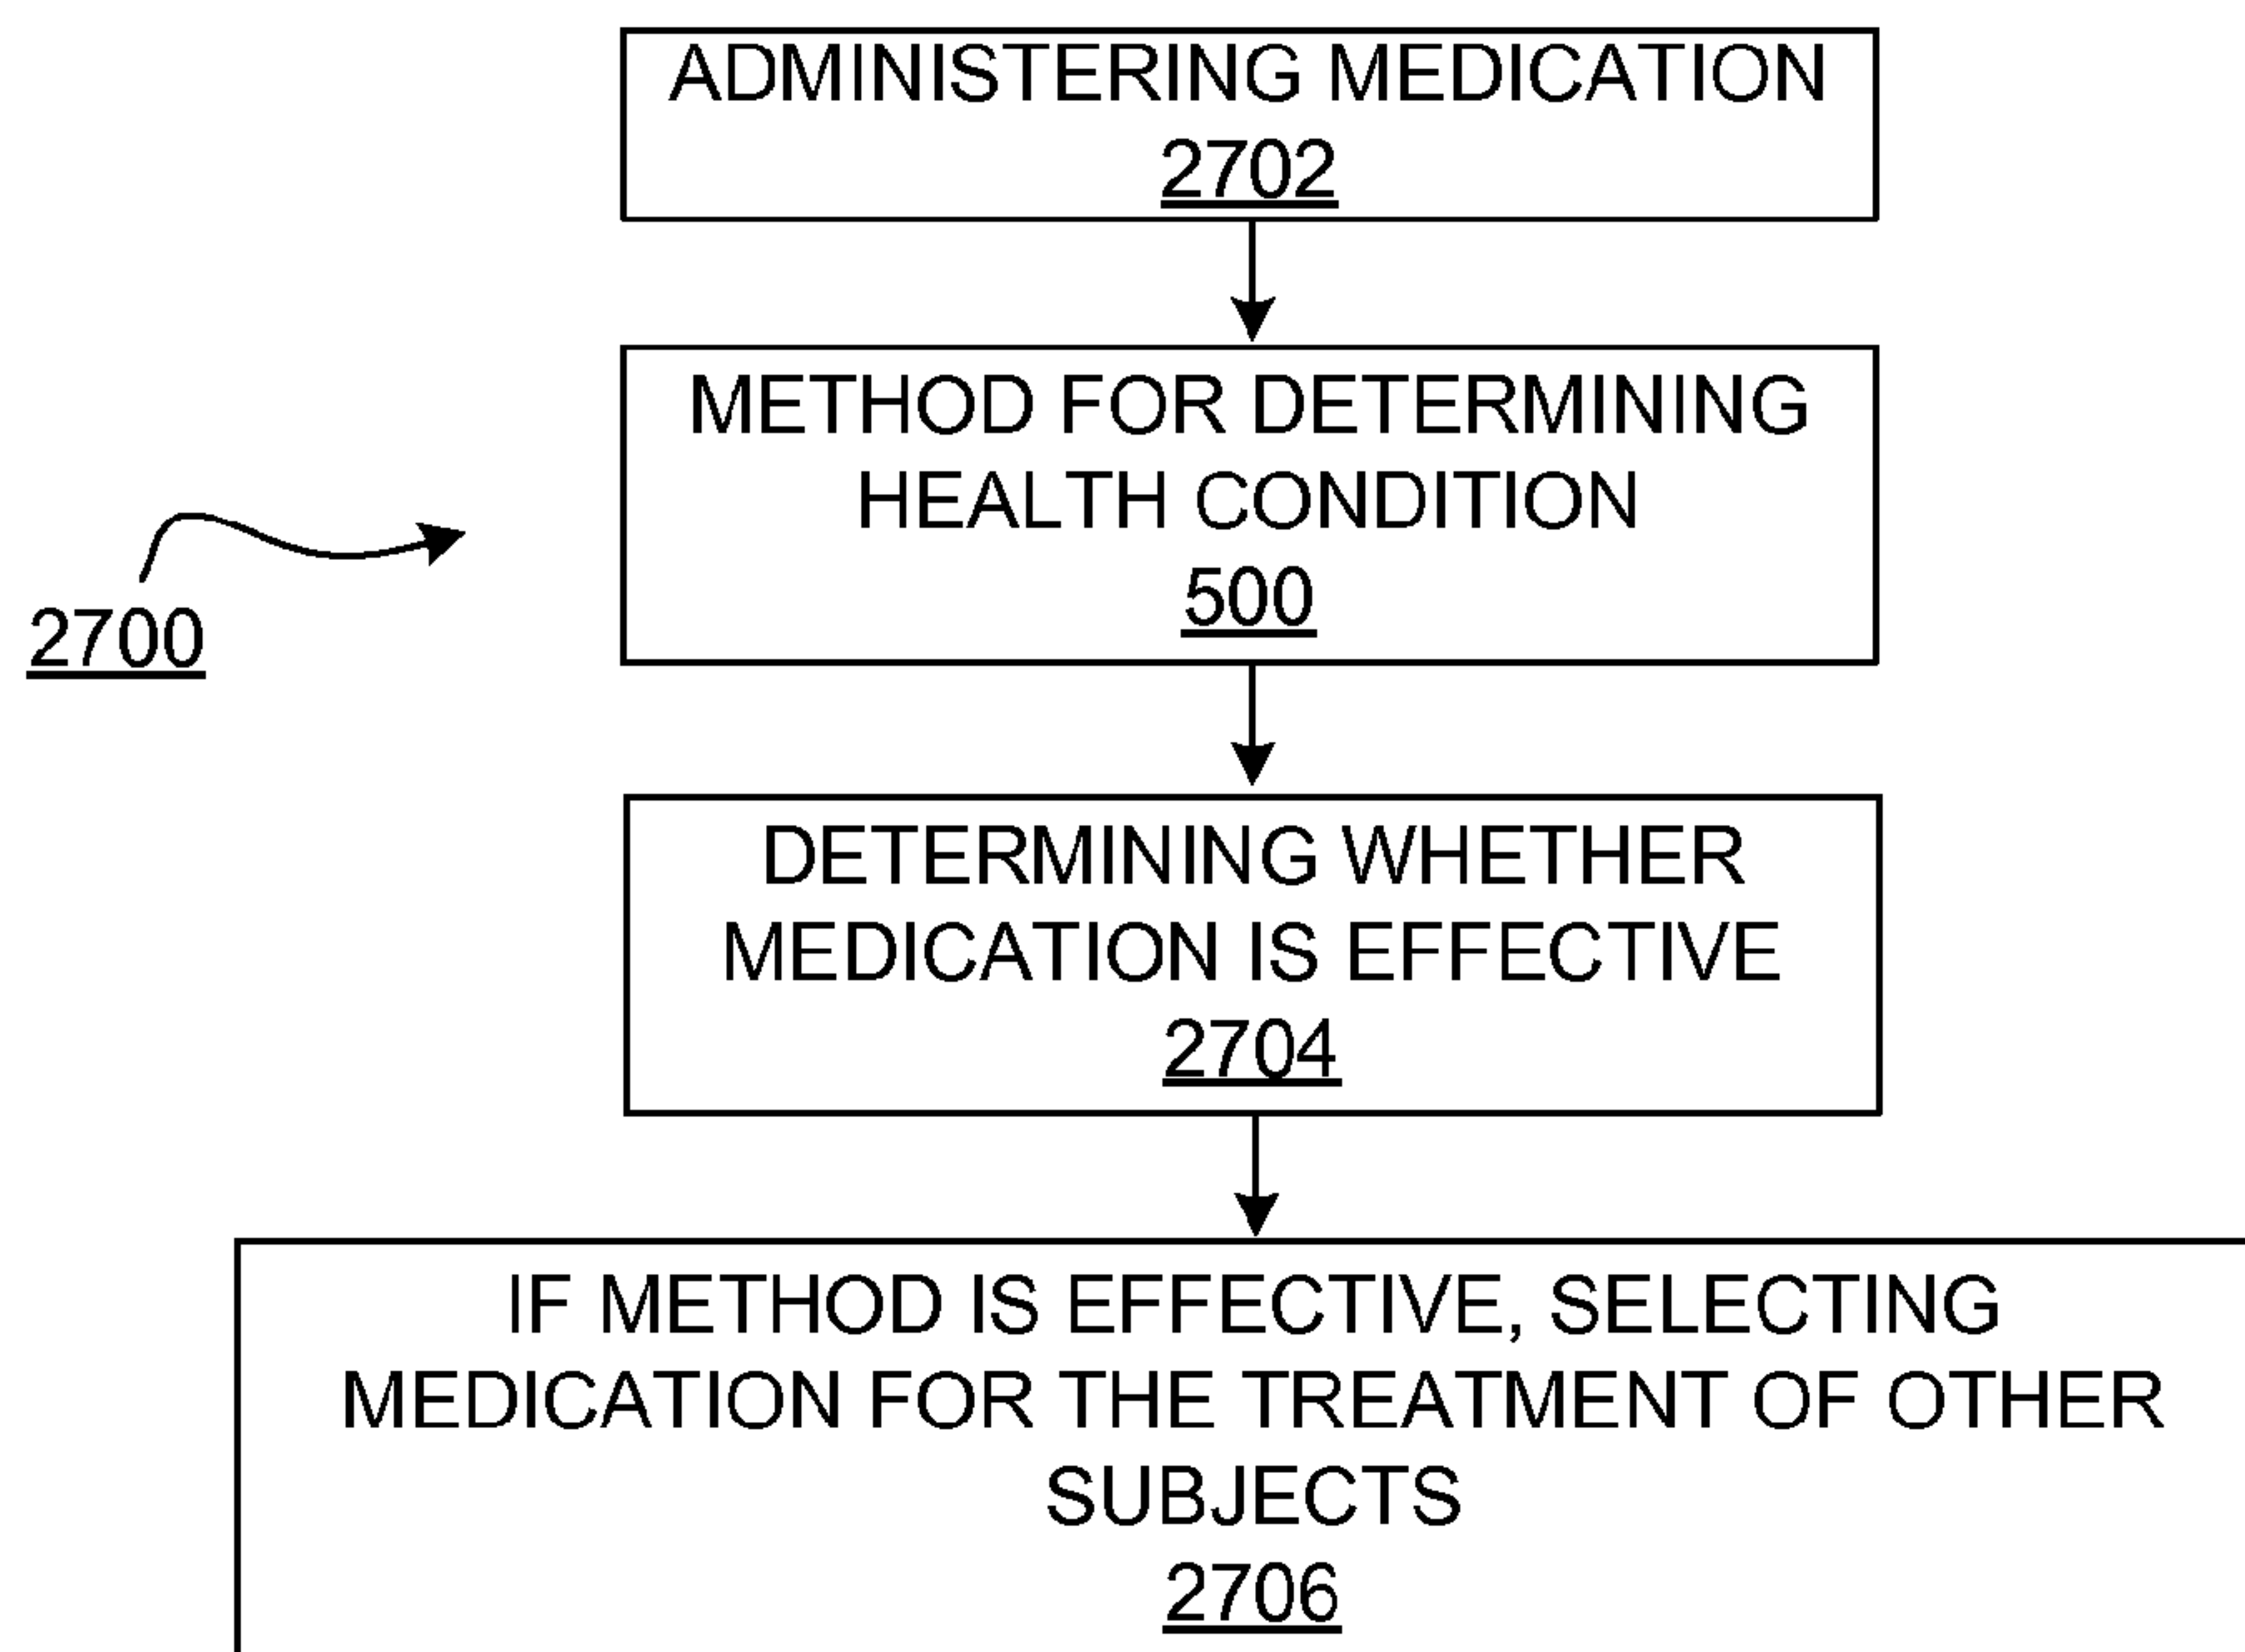 ADMINISTERING MEDICATION
2702
METHOD FOR DETERMINING
HEALTH CONDITION
500
2700
DETERMINING WHETHER
MEDICATION IS EFFECTIVE
2704
IF METHOD IS EFFECTIVE, SELECTING
MEDICATION FOR THE TREATMENT OF OTHER
SUBJECTS
2706